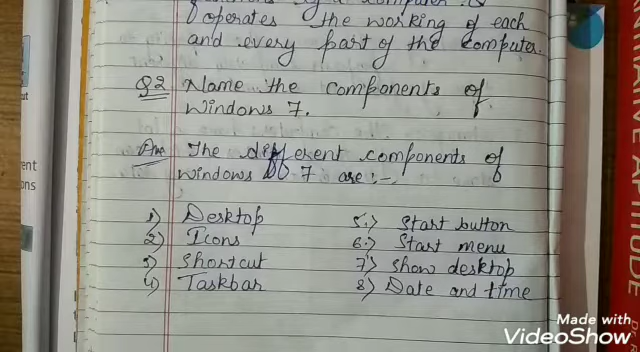 operates the working of each
and every part of the computer.
Q2 Name the components of
Windows 7.
Ans The different components of
windows 7 are :-
1) Desktop
2) Icons
3) Shortcut
4) Taskbar
5.) Start button
6.) Start menu
7) Show desktop
8) Date and time
Made with
VideoShow